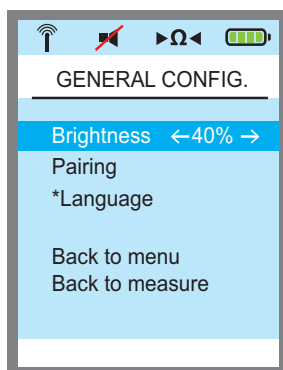 ▶Ω◀
GENERAL CONFIG.
Brightness ←40% →
Pairing
*Language
Back to menu
Back to measure